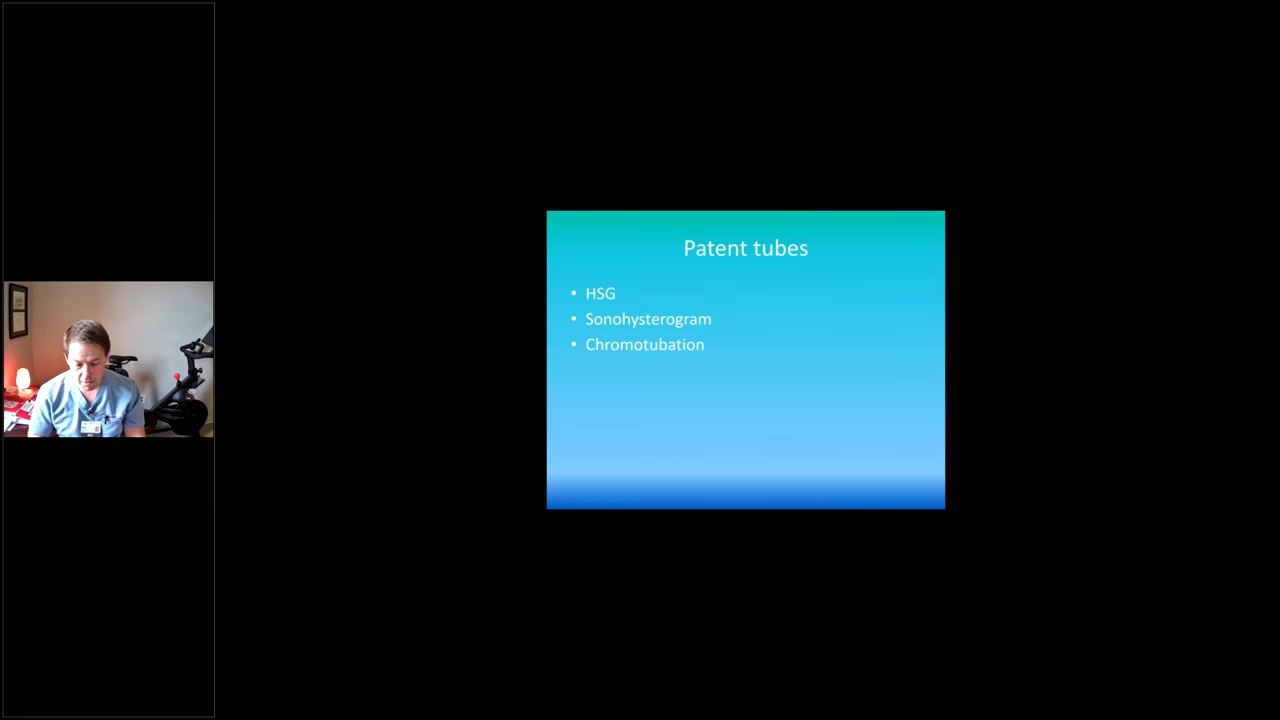 Patent tubes
• HSG
• Sonohysterogram
• Chromotubation